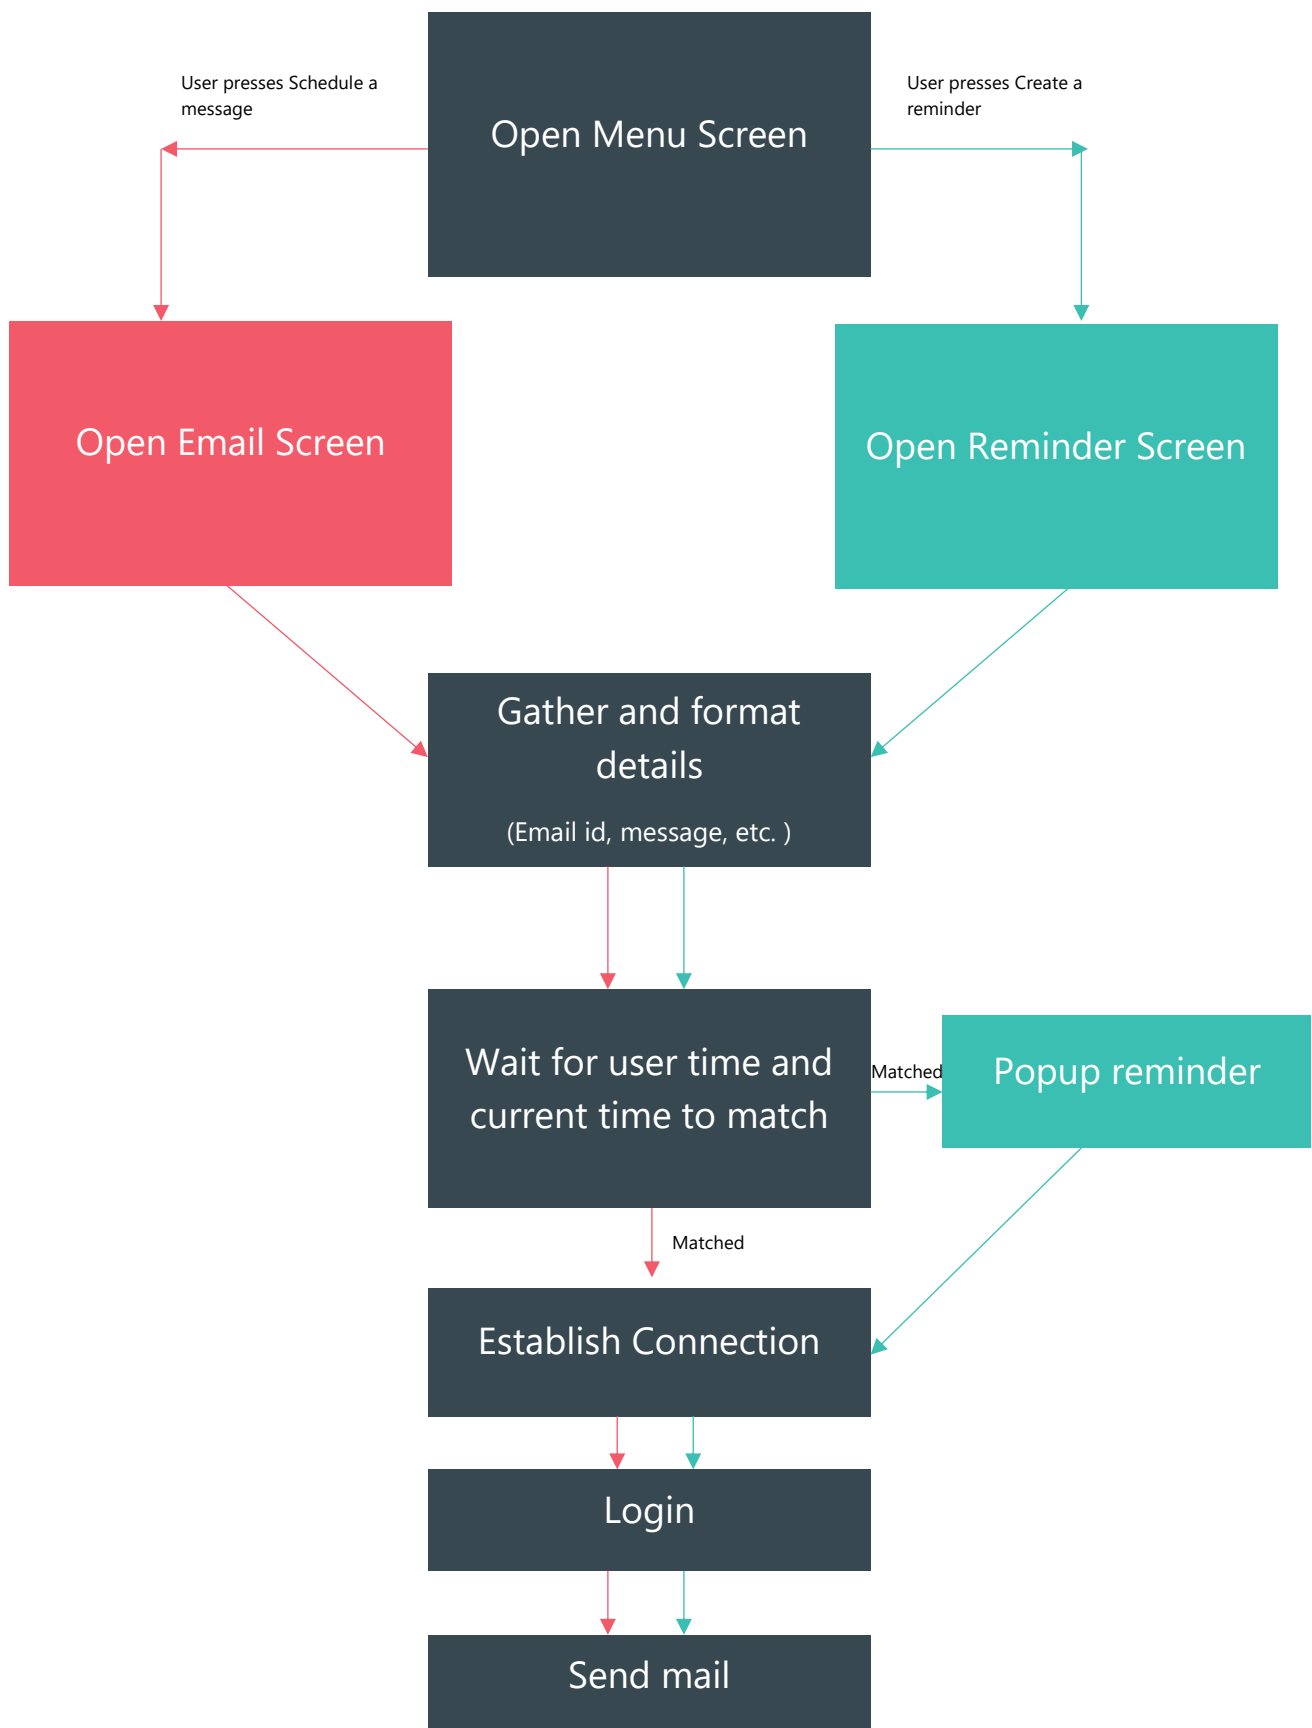 User presses Schedule a
message
Open Menu Screen
User presses Create a
reminder
Open Email Screen
Open Reminder Screen
Gather and format
details
(Email id, message, etc. )
Wait for user time and
current time to match
Matched
Popup reminder
Matched
Establish Connection
Login
Send mail